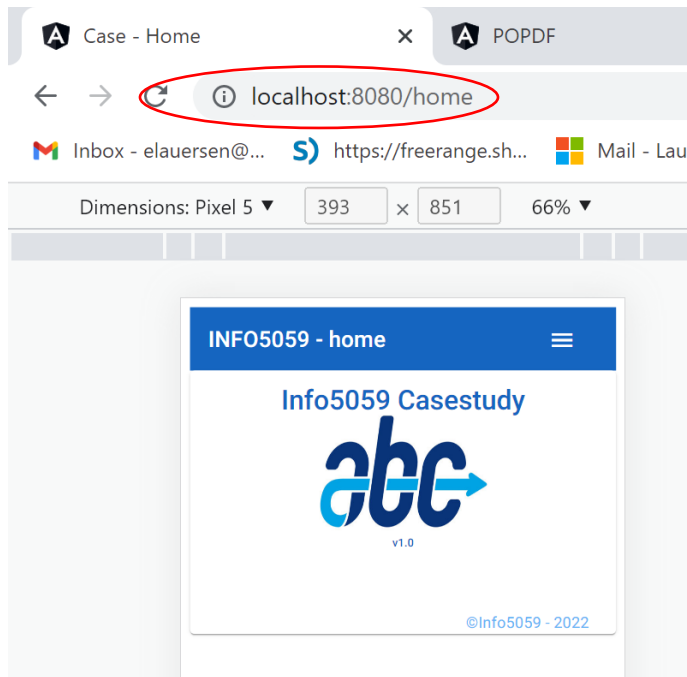 Case - Home
POPDF
localhost:8080/home
Inbox - elauersen@...
https://freerange.sh...
Mail - Lau
Dimensions: Pixel 5 ▼ 393 × 851 66% ▼
INFO5059 - home
Info5059 Casestudy
abc
v1.0
©Info5059 - 2022